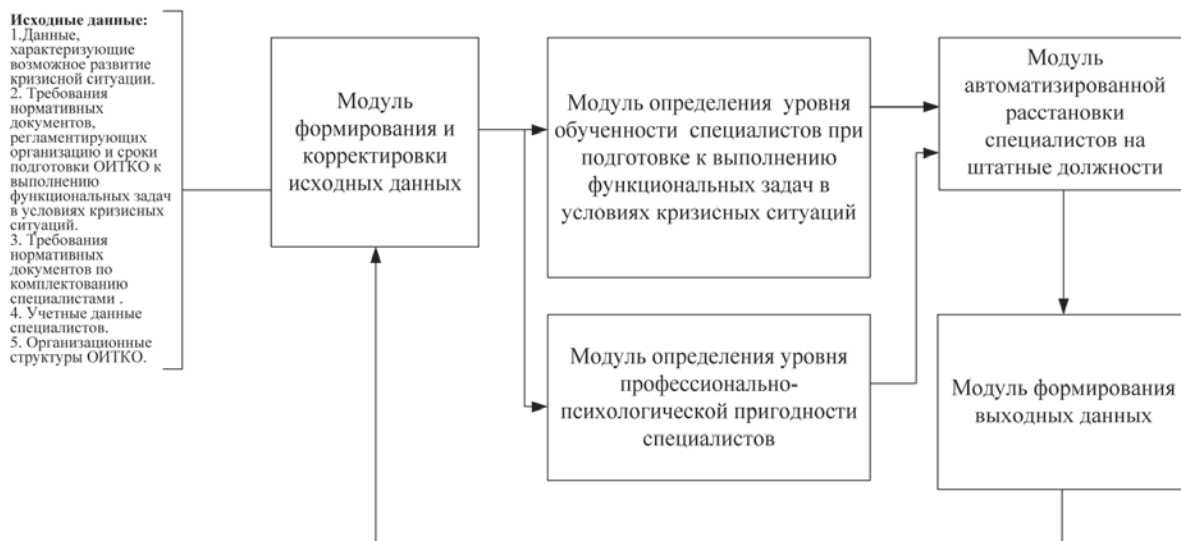 Исходные данные:
1.Данные,
характеризующие
возможное развитие
кризисной ситуации.
2. Требования
нормативных
документов,
регламентирующих
организацию и сроки
подготовки ОИТКО к
выполнению
функциональных задач
в условиях кризисных
ситуаций.
3. Требования
нормативных
документов по
комплектованию
специалистами .
4. Учетные данные
специалистов.
5. Организационные
структуры ОИТКО.
Модуль
формирования и
корректировки
исходных данных
Модуль определения уровня
обученности специалистов при
подготовке к выполнению
функциональных задач в
условиях кризисных ситуаций
Модуль определения уровня
профессионально-
психологической пригодности
специалистов
Модуль
автоматизированной
расстановки
специалистов на
штатные должности
Модуль формирования
выходных данных